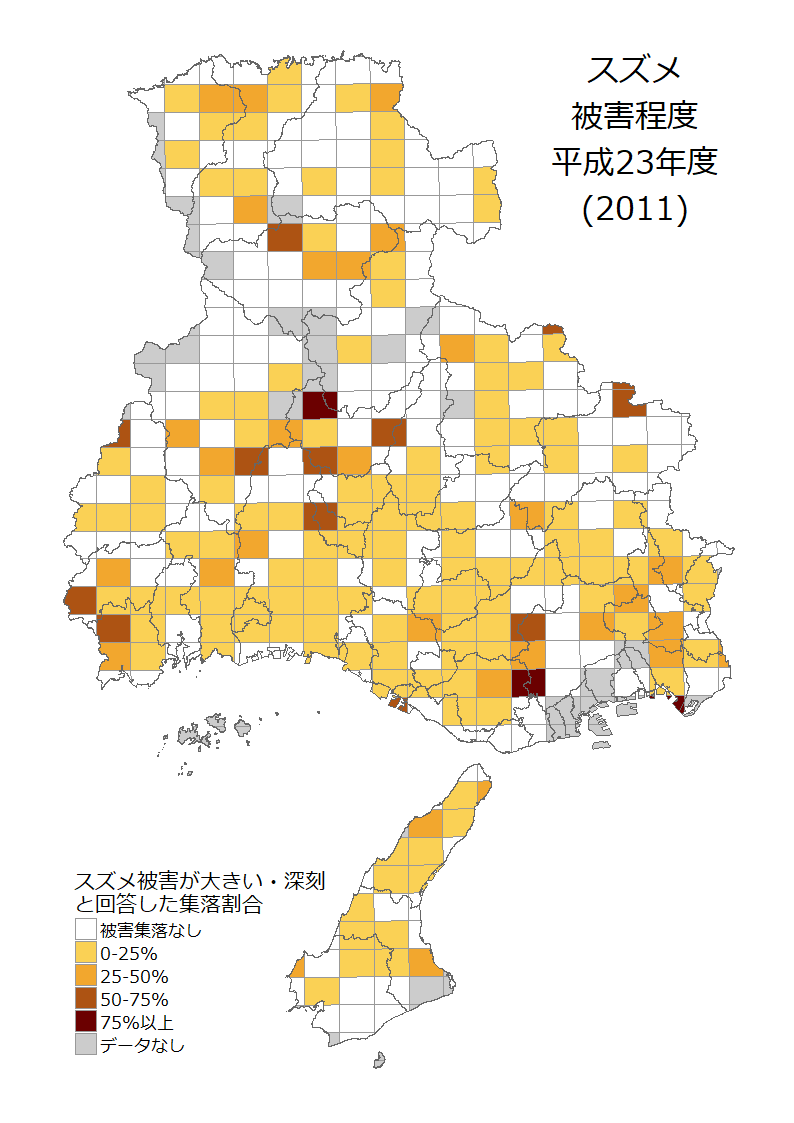 スズメ
被害程度
平成23年度
(2011)
スズメ被害が大きい・深刻
と回答した集落割合
被害集落なし
0-25%
25-50%
50-75%
75%以上
データなし